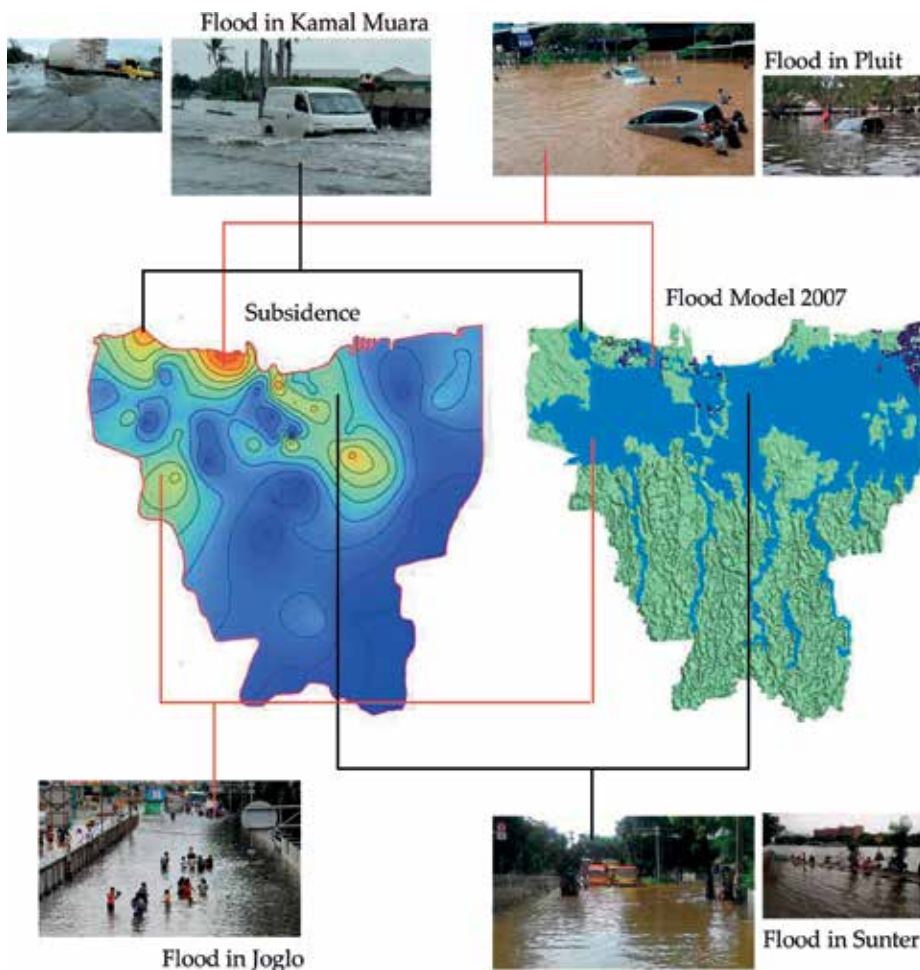 Flood in Kamal Muara
Flood in Pluit
Subsidence
Flood Model 2007
Flood in Joglo
Flood in Sunter